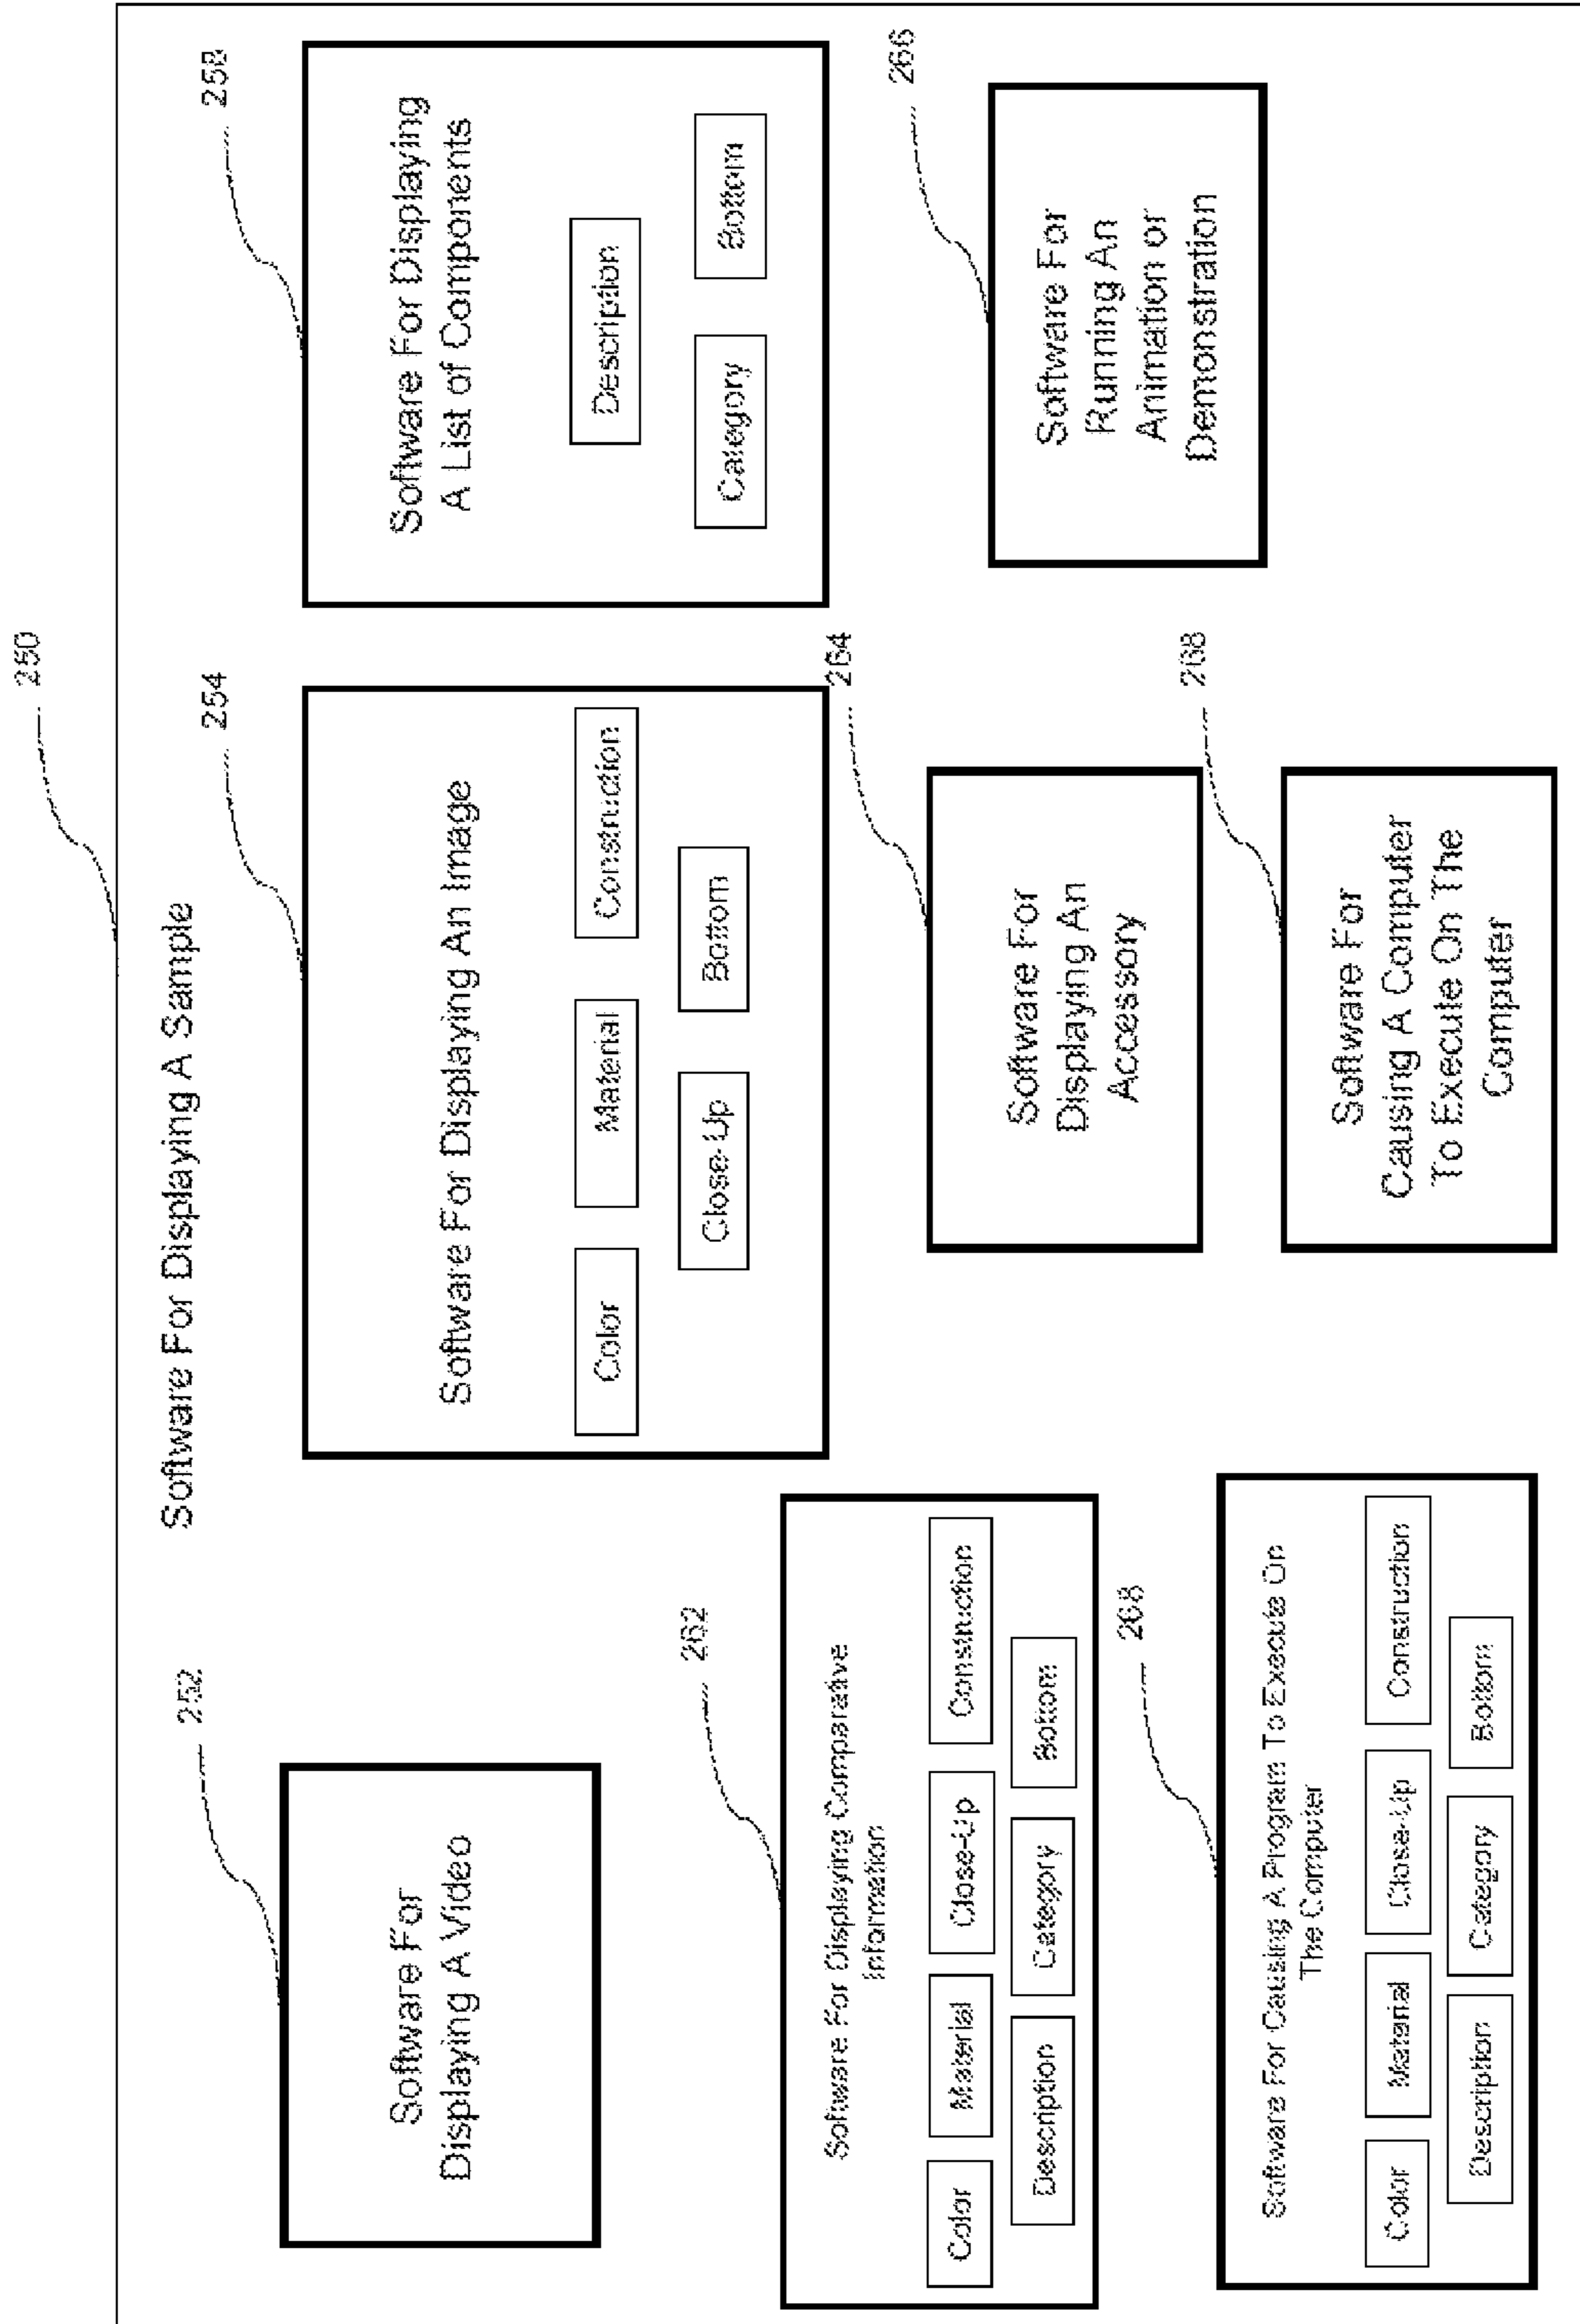 250
Software For Displaying A Sample
252
Software For
Displaying A Video
254
Software For Displaying An Image
Color
Material
Construction
Close-Up
Bottom
258
Software For Displaying
A List of Components
Description
Category
Bottom
262
Software For Displaying Comparative
Information
Color
Material
Close-Up
Construction
Description
Category
Bottom
264
Software For
Displaying An
Accessory
266
Software For
Running An
Animation or
Demonstration
268
Software For Causing A Program To Execute On
The Computer
Color
Material
Close-Up
Construction
Description
Category
Bottom
268
Software For
Causing A Computer
To Execute On The
Computer